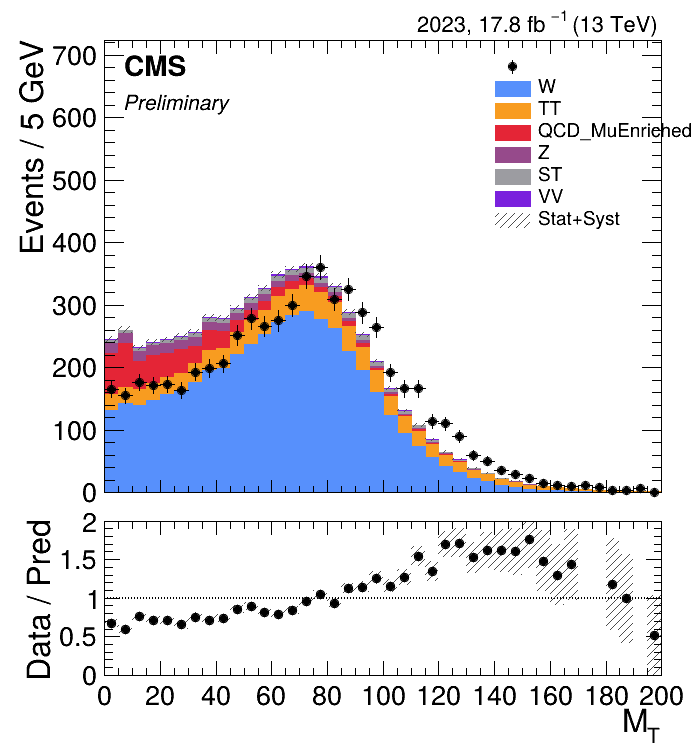 2023, 17.8 fb⁻¹ (13 TeV)
Events / 5 GeV
700
600
500
400
300
200
100
0
CMS
Preliminary
W
TT
QCD_MuEnriched
Z
ST
VV
Stat+Syst
Data / Pred
2
1.5
1
0.5
0
0 20 40 60 80 100 120 140 160 180 200
M_T